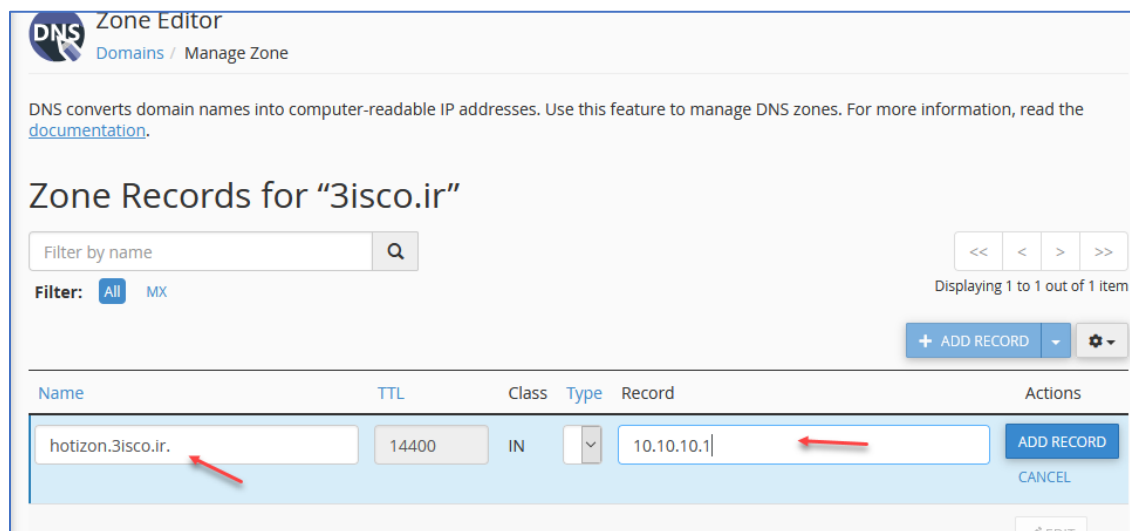 DNS
Zone Editor
Domains / Manage Zone
DNS converts domain names into computer-readable IP addresses. Use this feature to manage DNS zones. For more information, read the
documentation.
Zone Records for “3isco.ir”
Filter by name
<< < > >>
Filter: All MX
Displaying 1 to 1 out of 1 item
+ ADD RECORD
Name TTL Class Type Record Actions
hotizon.3isco.ir. 14400 IN 10.10.10.1 ADD RECORD
CANCEL